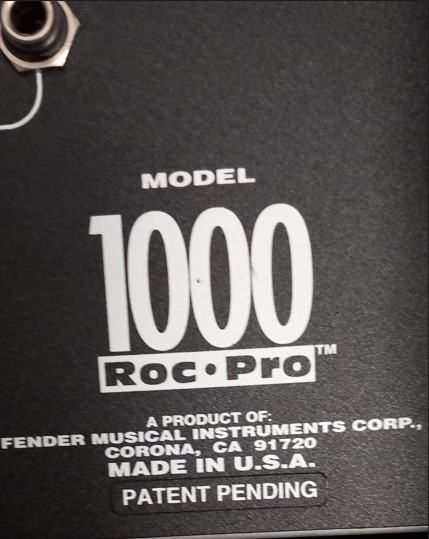 MODEL
1000
Roc•Pro™
A PRODUCT OF:
FENDER MUSICAL INSTRUMENTS CORP.,
CORONA, CA 91720
MADE IN U.S.A.
PATENT PENDING